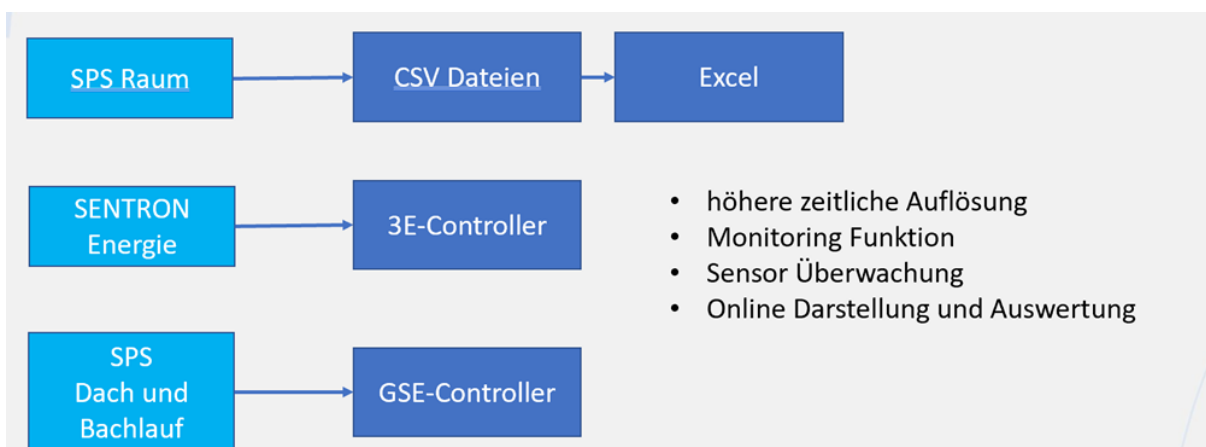 SPS Raum
CSV Dateien
Excel
SENTRON
Energie
3E-Controller
• höhere zeitliche Auflösung
• Monitoring Funktion
• Sensor Überwachung
• Online Darstellung und Auswertung
SPS
Dach und
Bachlauf
GSE-Controller